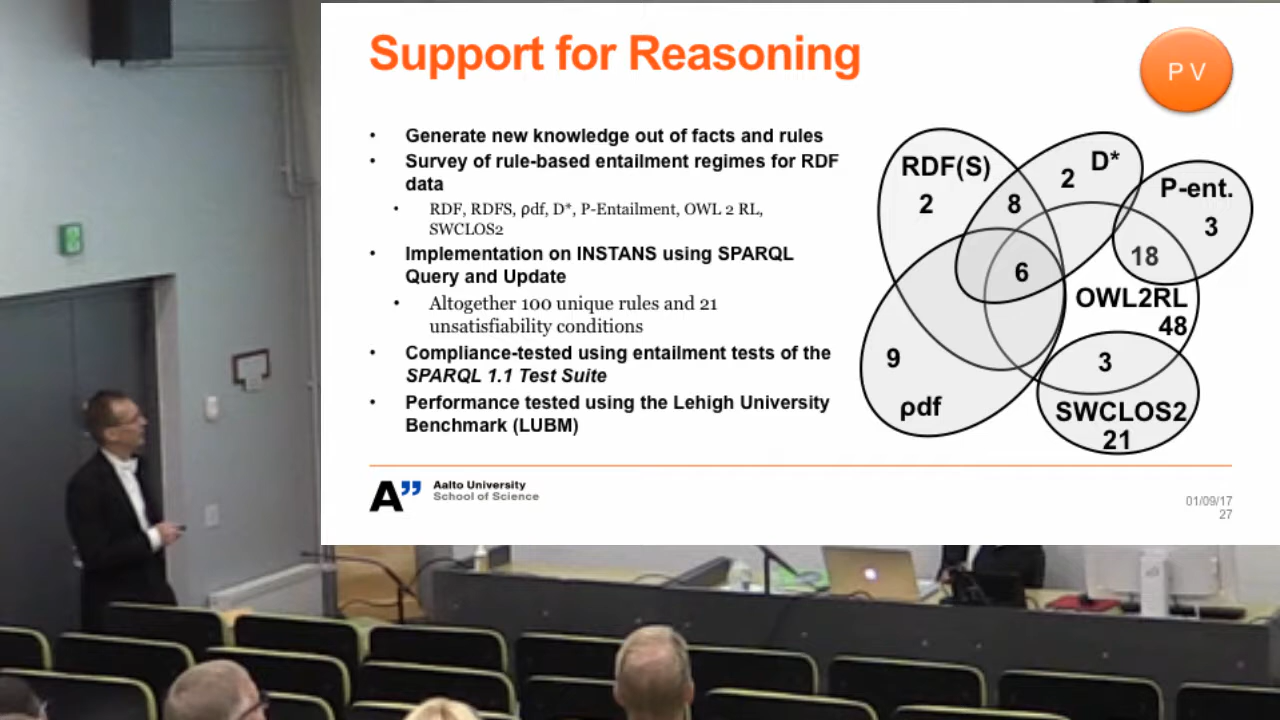 Support for Reasoning
P V
• Generate new knowledge out of facts and rules
• Survey of rule-based entailment regimes for RDF
data
• RDF, RDFS, ρdf, D*, P-Entailment, OWL 2 RL,
SWCLOS2
• Implementation on INSTANS using SPARQL
Query and Update
• Altogether 100 unique rules and 21
unsatisfiability conditions
• Compliance-tested using entailment tests of the
SPARQL 1.1 Test Suite
• Performance tested using the Lehigh University
Benchmark (LUBM)
RDF(S)
2
8
2
D*
P-ent.
3
18
6
OWL2RL
48
9
ρdf
3
SWCLOS2
21
A”
Aalto University
School of Science
01/09/17
27